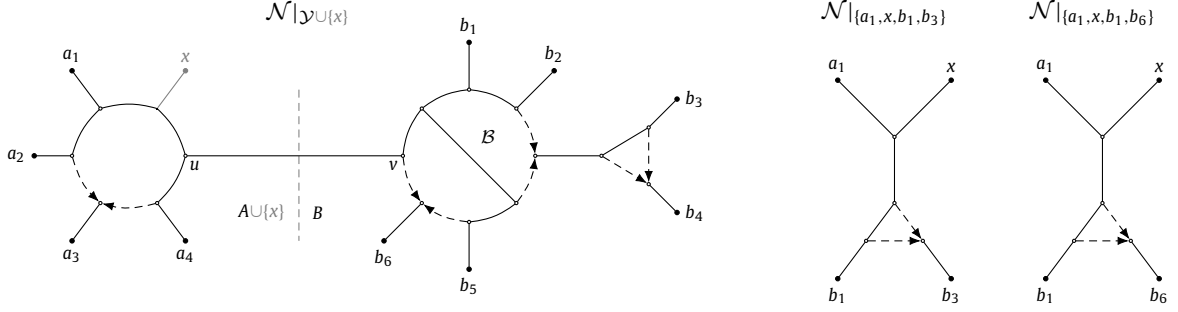 𝒩|_{𝒴∪{x}}
a₁
x
a₂
a₃
a₄
u
A∪{x}
B
v
b₁
b₂
ℬ
b₃
b₄
b₅
b₆
𝒩|_{{a₁,x,b₁,b₃}}
a₁
x
b₁
b₃
𝒩|_{{a₁,x,b₁,b₆}}
a₁
x
b₁
b₆